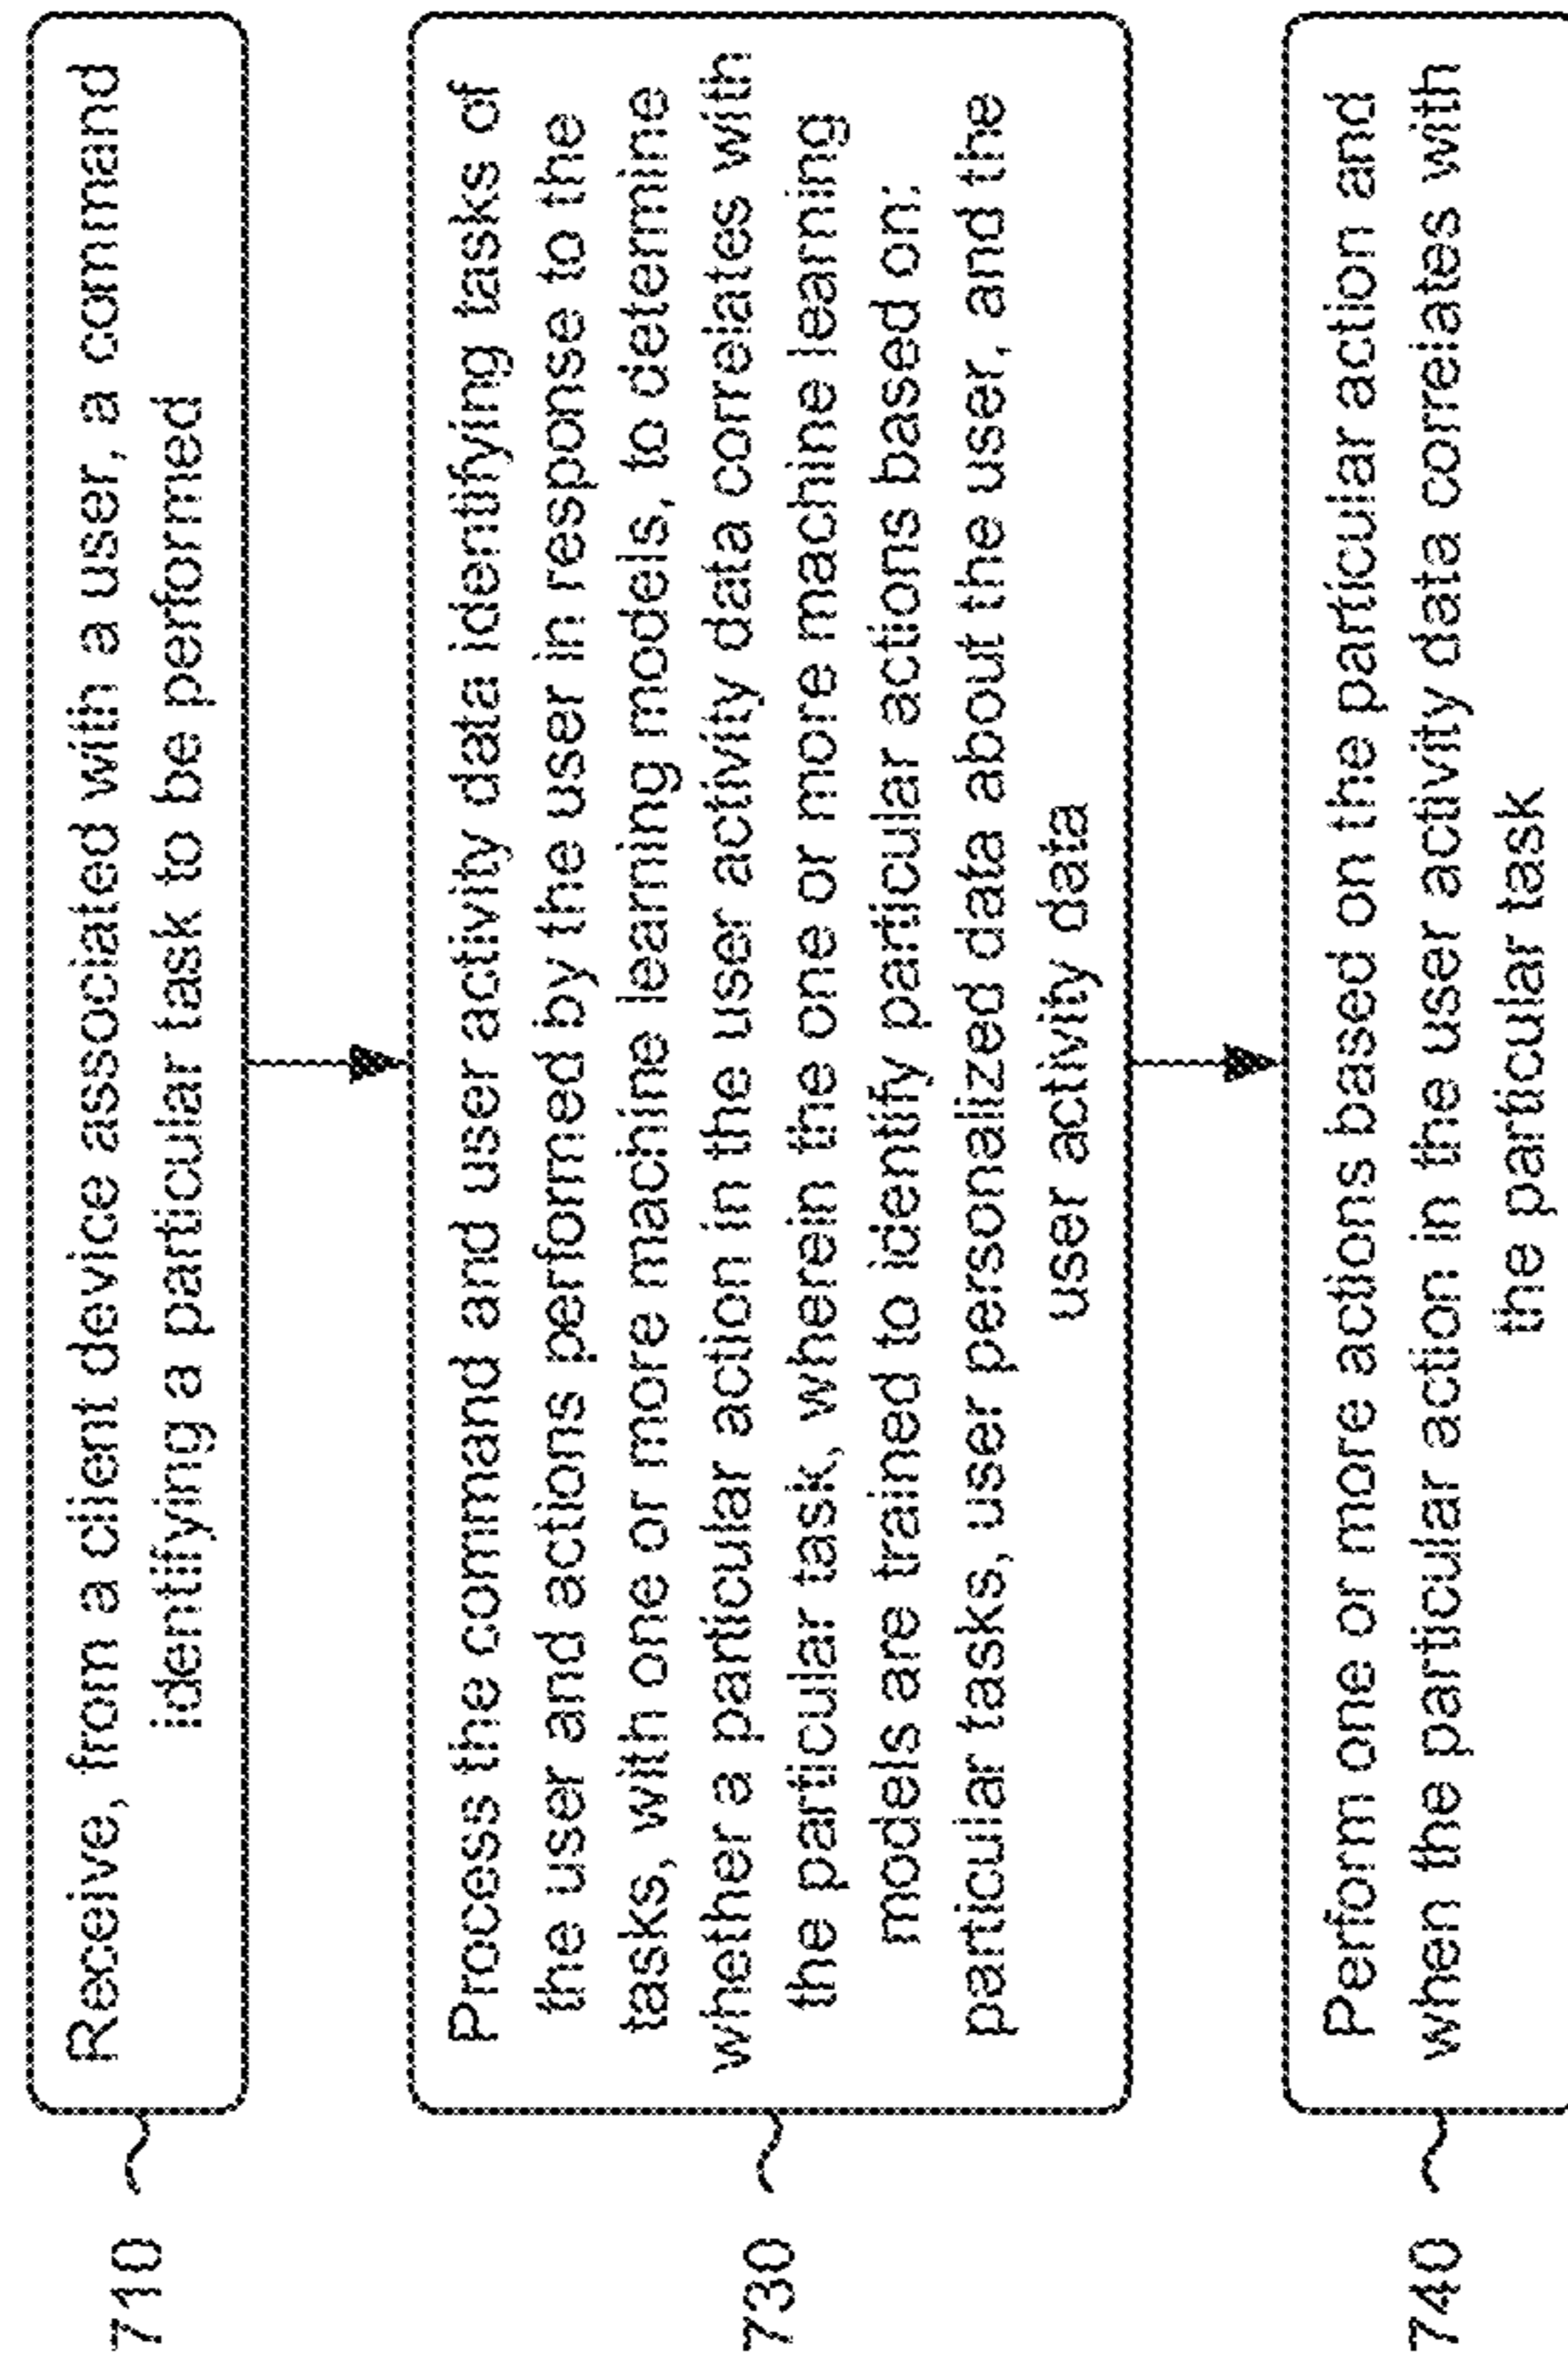 710
Receive, from a client device associated with a user, a command
identifying a particular task to be performed
730
Process the command and user activity data identifying tasks of
the user and actions performed by the user in response to the
tasks, with one or more machine learning models, to determine
whether a particular action in the user activity data correlates with
the particular task, wherein the one or more machine learning
models are trained to identify particular actions based on:
particular tasks, user personalized data about the user, and the
user activity data
740
Perform one or more actions based on the particular action and
when the particular action in the user activity data correlates with
the particular task